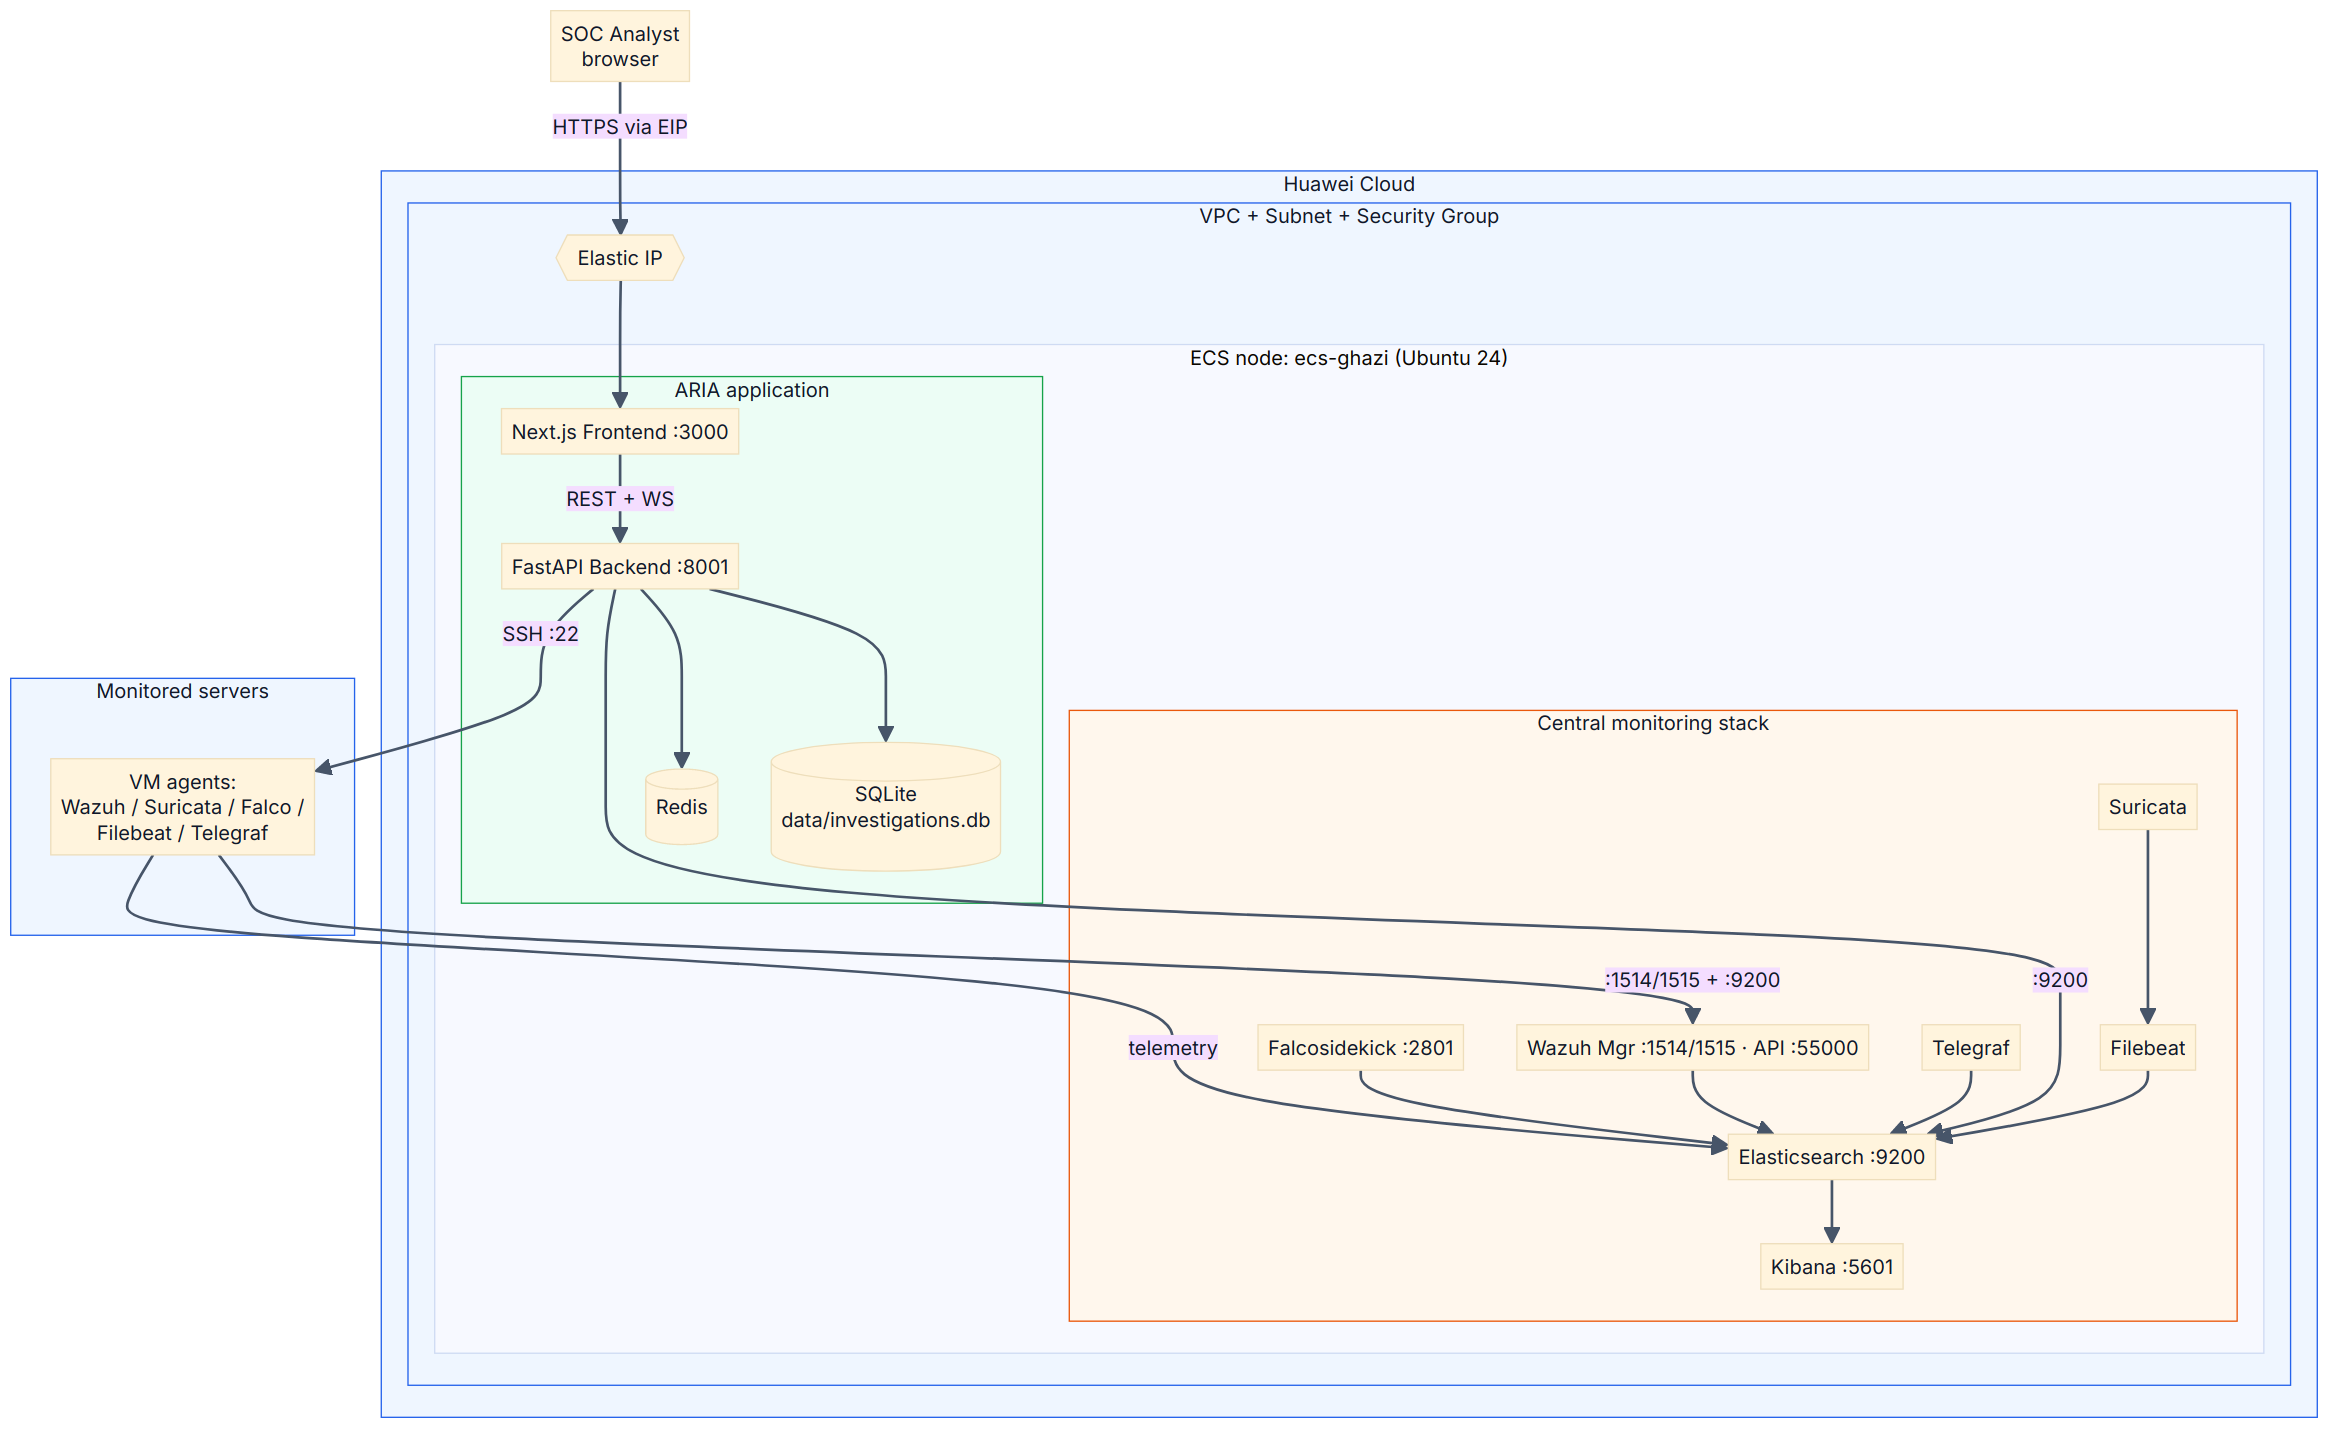 SOC Analyst
browser
HTTPS via EIP
Huawei Cloud
VPC + Subnet + Security Group
Elastic IP
ECS node: ecs-ghazi (Ubuntu 24)
ARIA application
Next.js Frontend :3000
REST + WS
FastAPI Backend :8001
SSH :22
Monitored servers
VM agents:
Wazuh / Suricata / Falco /
Filebeat / Telegraf
Redis
SQLite
data/investigations.db
Central monitoring stack
Suricata
:1514/1515 + :9200
:9200
telemetry
Falcosidekick :2801
Wazuh Mgr :1514/1515 · API :55000
Telegraf
Filebeat
Elasticsearch :9200
Kibana :5601